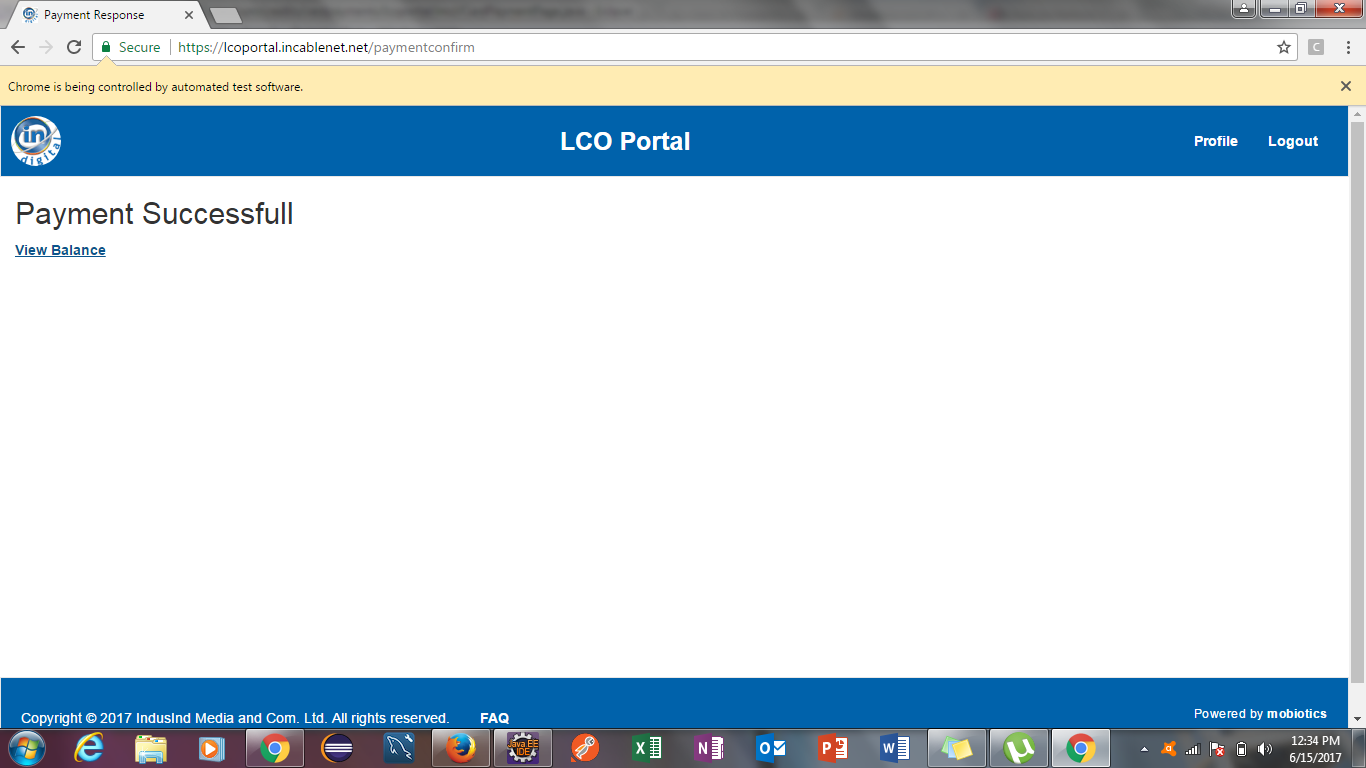 Payment Response
Secure https://lcoportal.incablenet.net/paymentconfirm
C
Chrome is being controlled by automated test software.
in digital
LCO Portal
Profile
Logout
Payment Successfull
View Balance
Copyright © 2017 IndusInd Media and Com. Ltd. All rights reserved.
FAQ
Powered by mobiotics
Java EE
IDE
12:34 PM
6/15/2017